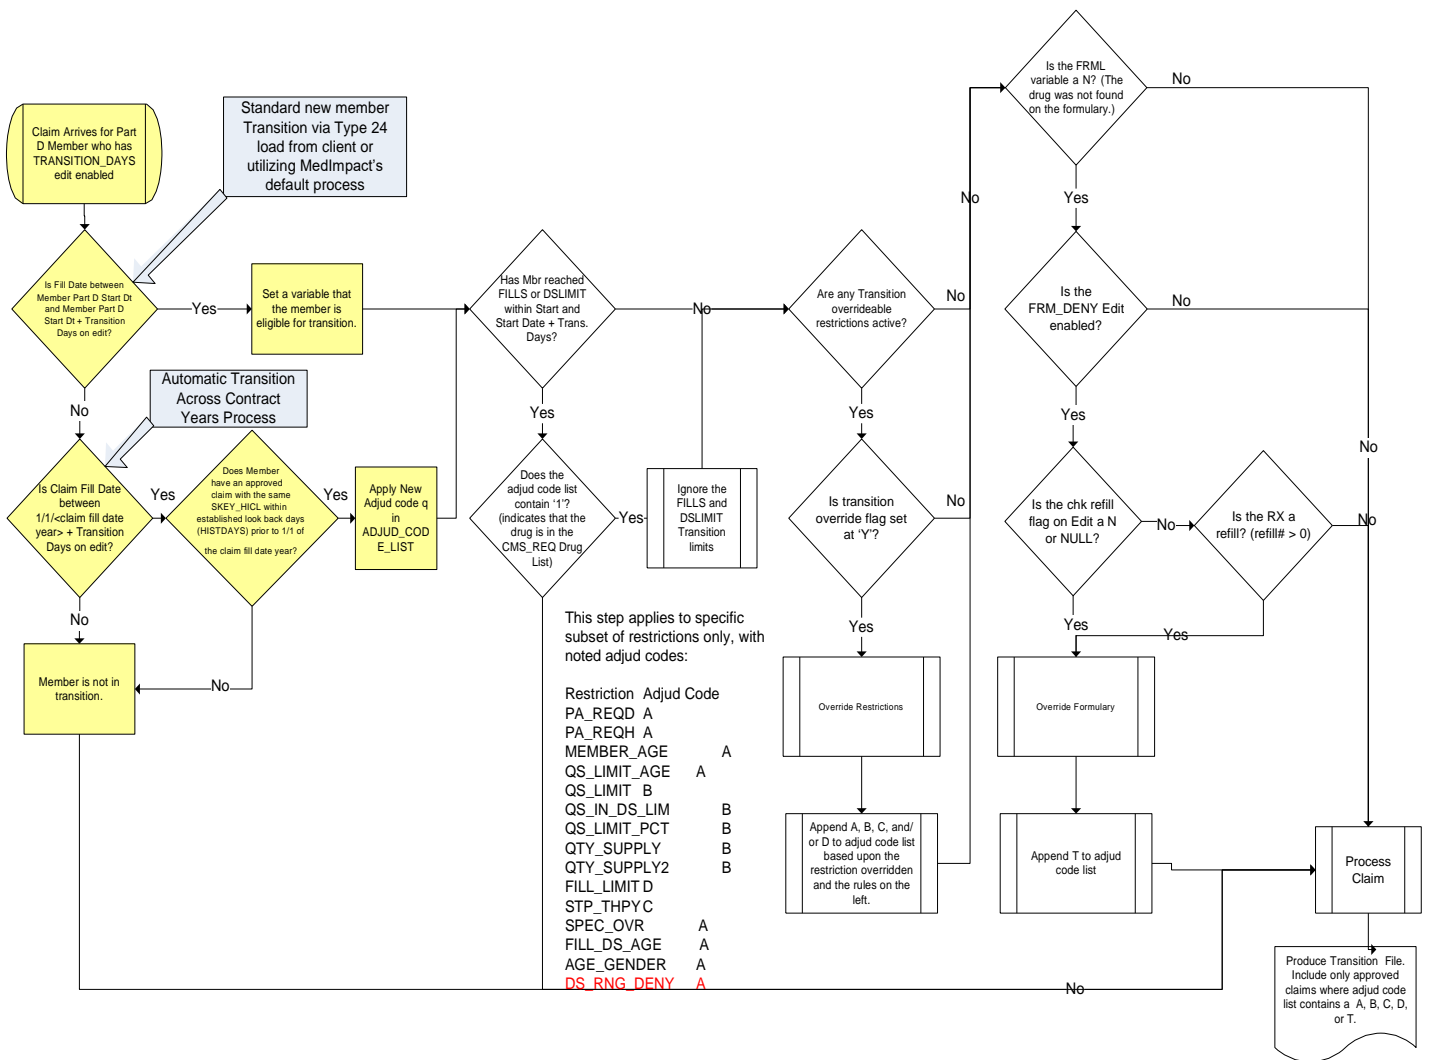 Claim Arrives for Part
D Member who has
TRANSITION_DAYS
edit enabled
Standard new member
Transition via Type 24
load from client or
utilizing MedImpact's
default process
Is Fill Date between
Member Part D Start Dt
and Member Part D
Start Dt + Transition
Days on edit?
Yes
Set a variable that
the member is
eligible for transition.
No
Automatic Transition
Across Contract
Years Process
Is Claim Fill Date
between
1/1/<claim fill date
year> + Transition
Days on edit?
Yes
Does Member
have an approved
claim with the same
SKEY_HICL within
established look back days
(HISTDAYS) prior to 1/1 of
the claim fill date year?
Yes
Apply New
Adjud code q
in
ADJUD_COD
E_LIST
No
No
Member is not in
transition.
Has Mbr reached
FILLS or DSLIMIT
within Start and
Start Date + Trans.
Days?
No
Yes
Does the
adjud code list
contain ‘1’?
(indicates that the
drug is in the
CMS_REQ Drug
List)
Yes
Ignore the
FILLS and
DSLIMIT
Transition
limits
This step applies to specific
subset of restrictions only, with
noted adjud codes:
Restriction Adjud Code
PA_REQD A
PA_REQH A
MEMBER_AGE A
QS_LIMIT_AGE A
QS_LIMIT B
QS_IN_DS_LIM B
QS_LIMIT_PCT B
QTY_SUPPLY B
QTY_SUPPLY2 B
FILL_LIMIT D
STP_THPY C
SPEC_OVR A
FILL_DS_AGE A
AGE_GENDER A
DS_RNG_DENY A
No
Are any Transition
overrideable
restrictions active?
No
No
Yes
Is transition
override flag set
at ‘Y’?
No
Yes
Override Restrictions
Append A, B, C, and/
or D to adjud code list
based upon the
restriction overridden
and the rules on the
left.
Is the FRML
variable a N? (The
drug was not found
on the formulary.)
No
Yes
Is the
FRM_DENY Edit
enabled?
No
Yes
Is the chk refill
flag on Edit a N
or NULL?
No
Is the RX a
refill? (refill# > 0)
No
No
Yes
Yes
Override Formulary
Append T to adjud
code list
Process
Claim
Produce Transition File.
Include only approved
claims where adjud code
list contains a A, B, C, D,
or T.